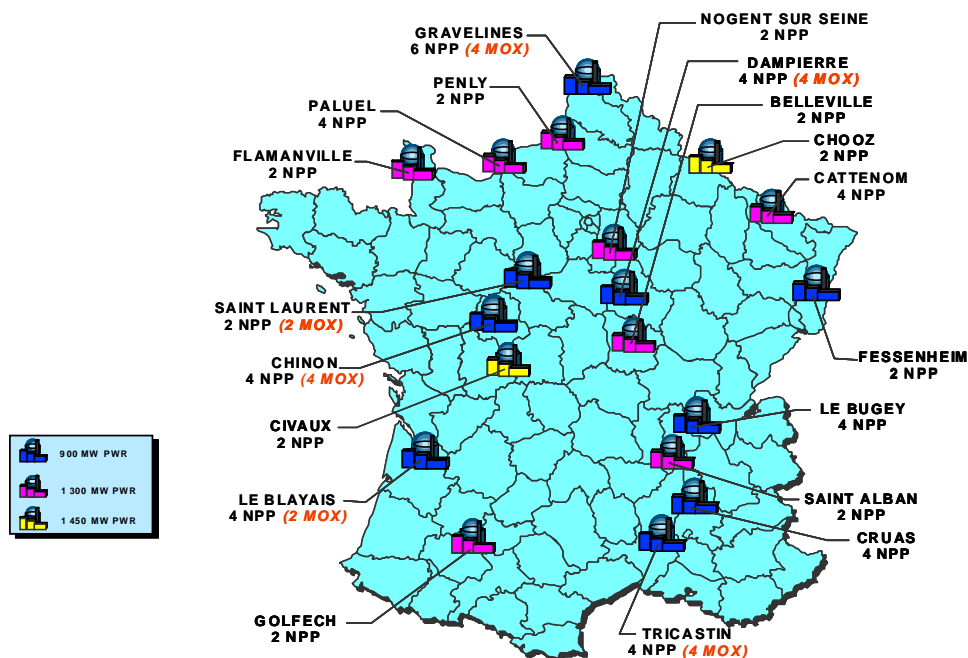 NOGENT SUR SEINE
2 NPP
GRAVELINES
6 NPP (4 MOX)
DAMPIERRE
4 NPP (4 MOX)
PENLY
2 NPP
BELLEVILLE
2 NPP
PALUEL
4 NPP
CHOOZ
2 NPP
FLAMANVILLE
2 NPP
CATTENOM
4 NPP
SAINT LAURENT
2 NPP (2 MOX)
CHINON
4 NPP (4 MOX)
FESSENHEIM
2 NPP
CIVAUX
2 NPP
LE BUGEY
4 NPP
LE BLAYAIS
4 NPP (2 MOX)
SAINT ALBAN
2 NPP
CRUAS
4 NPP
GOLFECH
2 NPP
TRICASTIN
4 NPP (4 MOX)
900 MW PWR
1 300 MW PWR
1 450 MW PWR